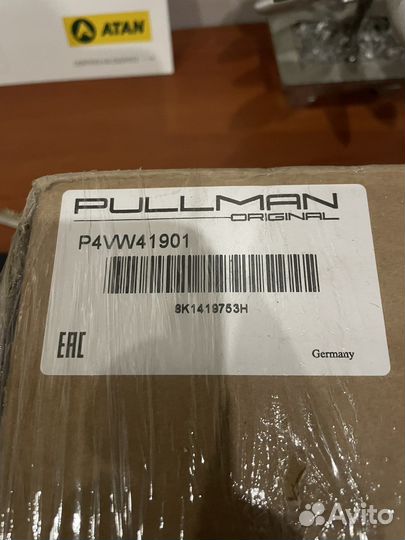 ATAN
PULLMAN
ORIGINAL
P4VW41901
8K1419753H
EAC
Germany
Avito